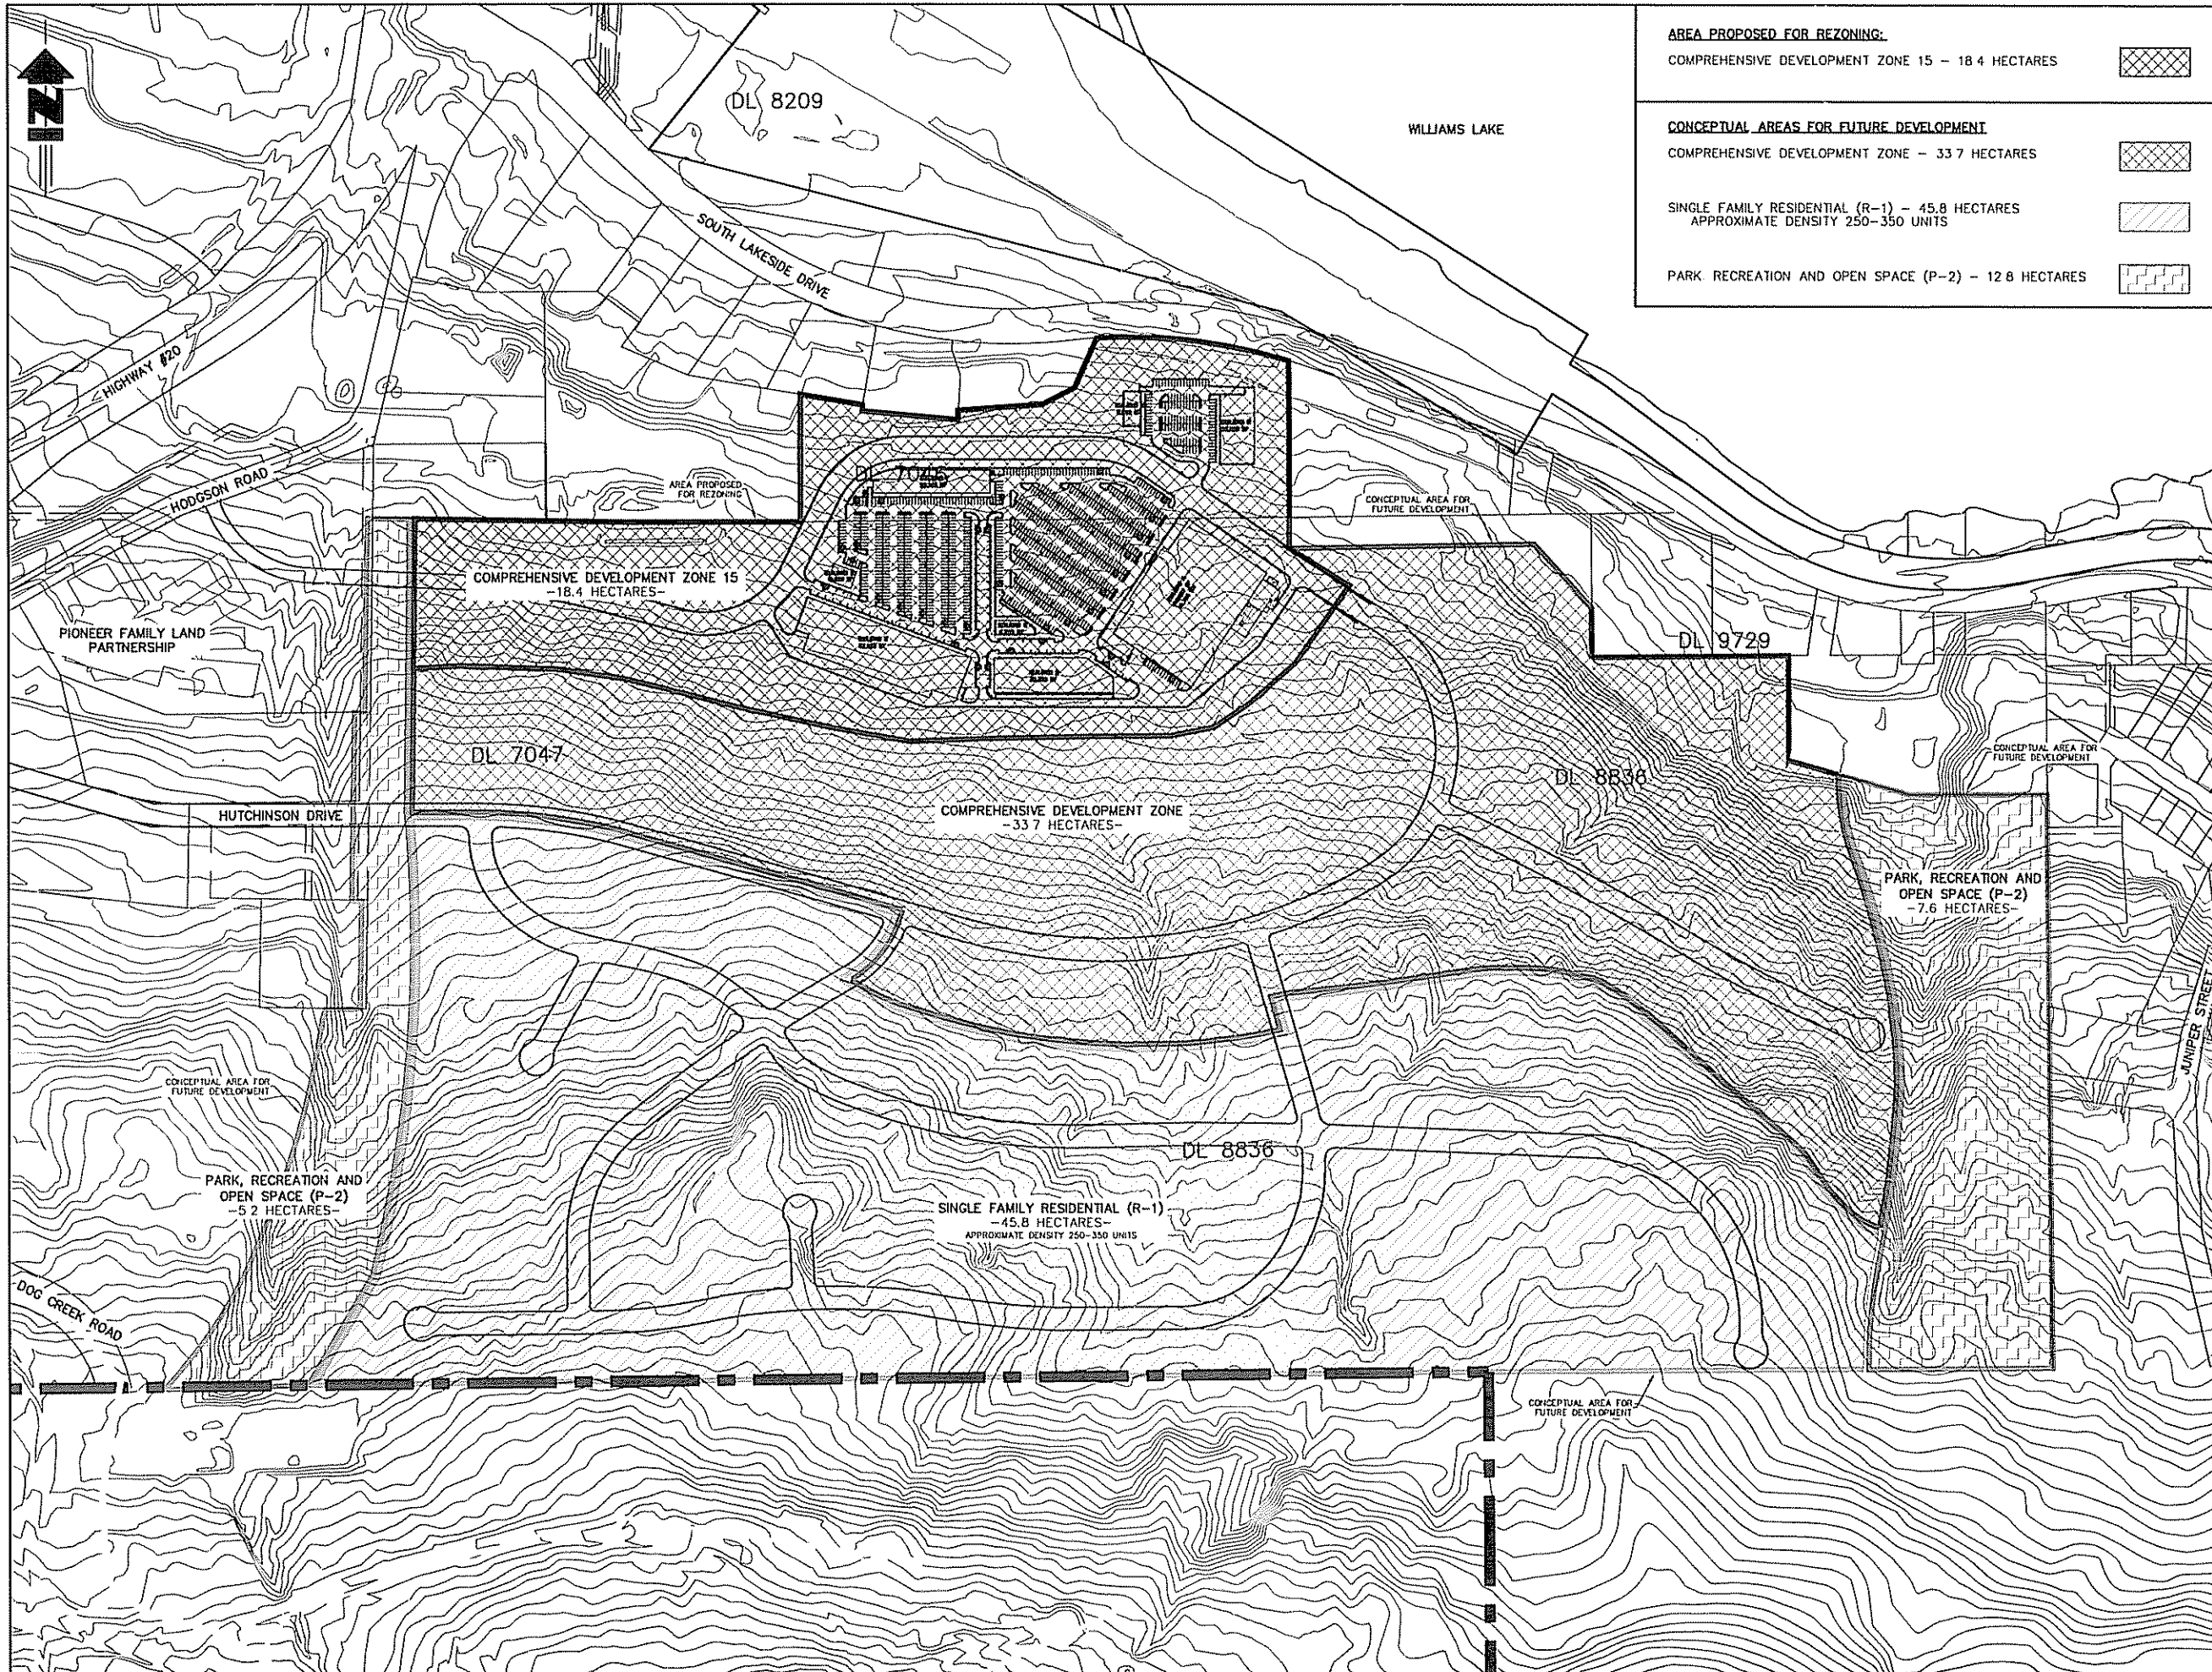 AREA PROPOSED FOR REZONING:
COMPREHENSIVE DEVELOPMENT ZONE 15 - 18 4 HECTARES
CONCEPTUAL AREAS FOR FUTURE DEVELOPMENT
COMPREHENSIVE DEVELOPMENT ZONE - 33 7 HECTARES
SINGLE FAMILY RESIDENTIAL (R-1) - 45.8 HECTARES
APPROXIMATE DENSITY 250-350 UNITS
PARK RECREATION AND OPEN SPACE (P-2) - 12 8 HECTARES
N
DL 8209
WILLIAMS LAKE
SOUTH LAKESIDE DRIVE
HIGHWAY #20
HODGSON ROAD
AREA PROPOSED
FOR REZONING
DL 7046
CONCEPTUAL AREA FOR
FUTURE DEVELOPMENT
COMPREHENSIVE DEVELOPMENT ZONE 15
-18.4 HECTARES-
PIONEER FAMILY LAND
PARTNERSHIP
DL 9729
DL 7047
CONCEPTUAL AREA FOR
FUTURE DEVELOPMENT
DL 8836
HUTCHINSON DRIVE
COMPREHENSIVE DEVELOPMENT ZONE
-33 7 HECTARES-
PARK, RECREATION AND
OPEN SPACE (P-2)
-7.6 HECTARES-
JUNIPER STREET
CONCEPTUAL AREA FOR
FUTURE DEVELOPMENT
DL 8836
PARK, RECREATION AND
OPEN SPACE (P-2)
-5 2 HECTARES-
SINGLE FAMILY RESIDENTIAL (R-1)
-45.8 HECTARES-
APPROXIMATE DENSITY 250-350 UNITS
DOG CREEK ROAD
CONCEPTUAL AREA FOR
FUTURE DEVELOPMENT